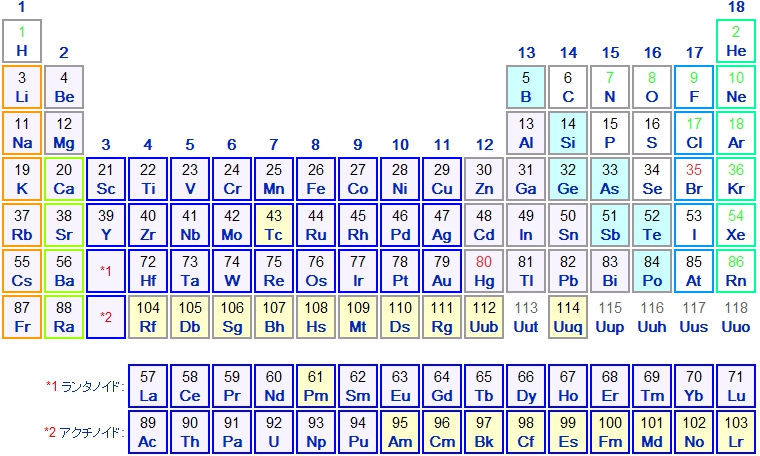 1 18
1 2
H 2 13 14 15 16 17 He
3 4 5 6 7 8 9 10
Li Be B C N O F Ne
11 12 13 14 15 16 17 18
Na Mg 3 4 5 6 7 8 9 10 11 12 Al Si P S Cl Ar
19 20 21 22 23 24 25 26 27 28 29 30 31 32 33 34 35 36
K Ca Sc Ti V Cr Mn Fe Co Ni Cu Zn Ga Ge As Se Br Kr
37 38 39 40 41 42 43 44 45 46 47 48 49 50 51 52 53 54
Rb Sr Y Zr Nb Mo Tc Ru Rh Pd Ag Cd In Sn Sb Te I Xe
55 56 *1 72 73 74 75 76 77 78 79 80 81 82 83 84 85 86
Cs Ba Hf Ta W Re Os Ir Pt Au Hg Tl Pb Bi Po At Rn
87 88 *2 104 105 106 107 108 109 110 111 112 113 114 115 116 117 118
Fr Ra Rf Db Sg Bh Hs Mt Ds Rg Uub Uut Uuq Uup Uuh Uus Uuo
*1 ランタノイド: 57 58 59 60 61 62 63 64 65 66 67 68 69 70 71
La Ce Pr Nd Pm Sm Eu Gd Tb Dy Ho Er Tm Yb Lu
*2 アクチノイド: 89 90 91 92 93 94 95 96 97 98 99 100 101 102 103
Ac Th Pa U Np Pu Am Cm Bk Cf Es Fm Md No Lr